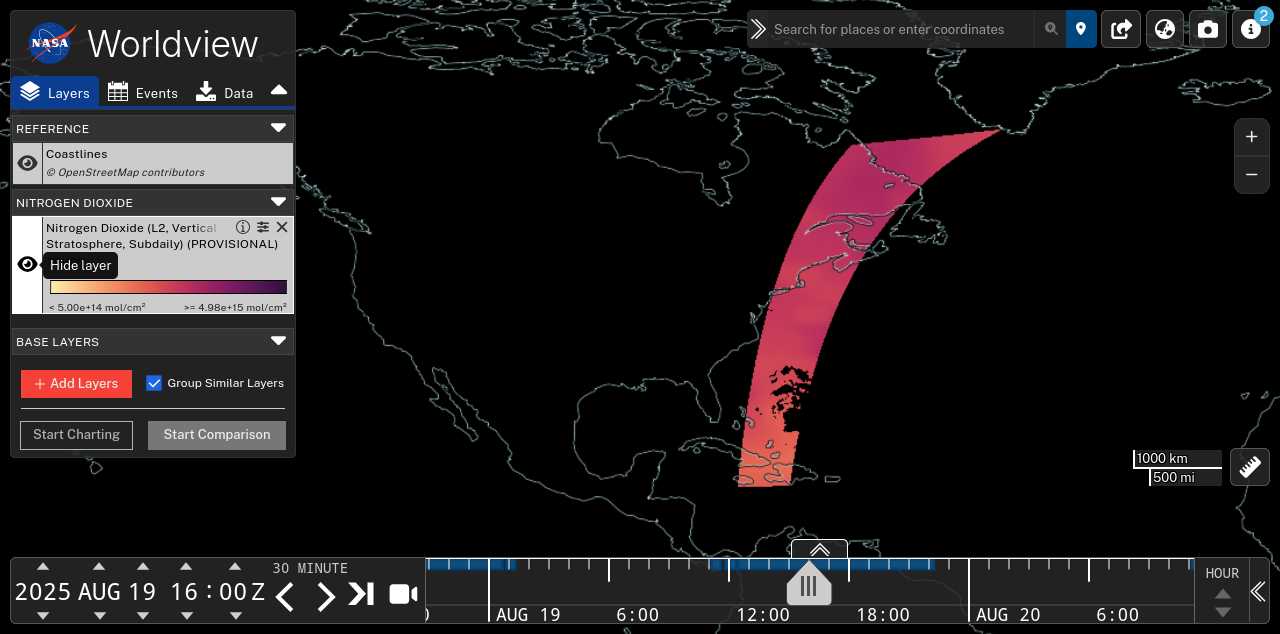 NASA
Worldview
Layers
Events
Data
REFERENCE
Coastlines
© OpenStreetMap contributors
NITROGEN DIOXIDE
Nitrogen Dioxide (L2, Vertical
Stratosphere, Subdaily) (PROVISIONAL)
Hide layer
< 5.00e+14 mol/cm²
>= 4.98e+15 mol/cm²
BASE LAYERS
+ Add Layers
Group Similar Layers
Start Charting
Start Comparison
Search for places or enter coordinates
2
1000 km
500 mi
2025 AUG 19 16:00Z
30 MINUTE
AUG 19
6:00
12:00
18:00
AUG 20
6:00
HOUR